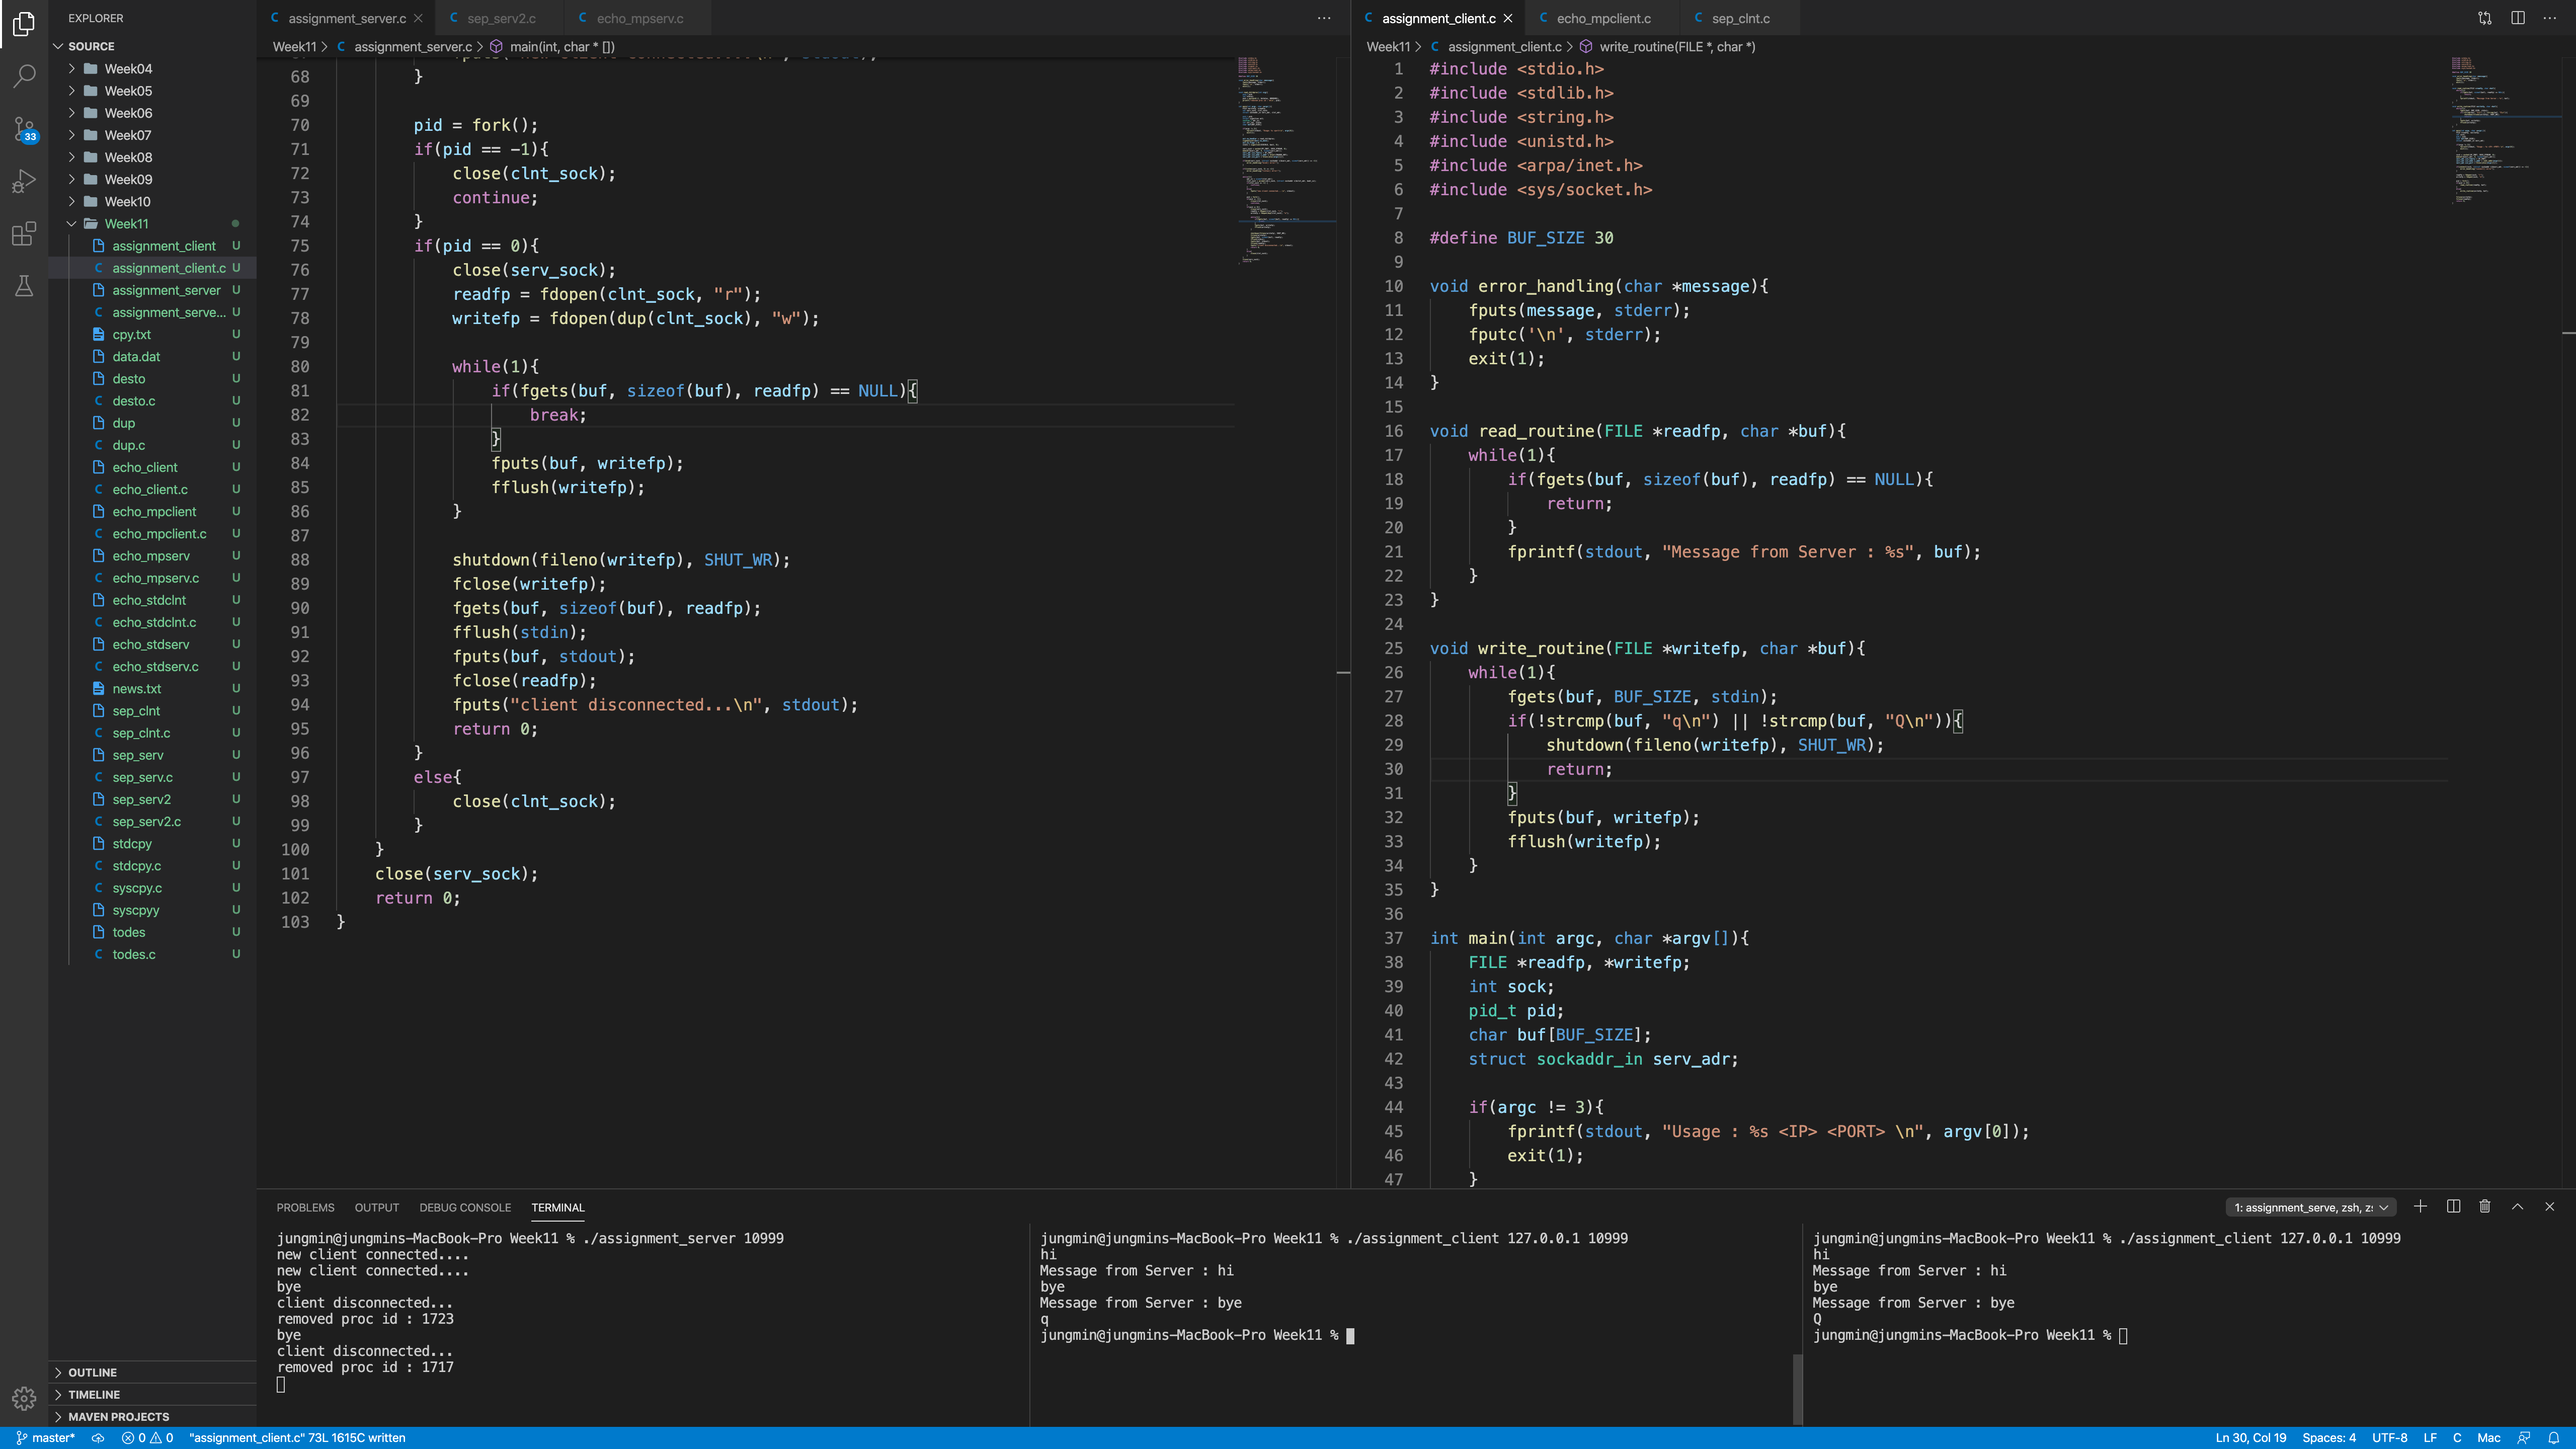 EXPLORER
SOURCE
Week04
Week05
Week06
Week07
Week08
Week09
Week10
Week11
assignment_client U
C assignment_client.c U
assignment_server U
C assignment_serve... U
cpy.txt U
data.dat U
desto U
C desto.c U
dup U
C dup.c U
echo_client U
C echo_client.c U
echo_mpclient U
C echo_mpclient.c U
echo_mpserv U
C echo_mpserv.c U
echo_stdclnt U
C echo_stdclnt.c U
echo_stdserv U
C echo_stdserv.c U
news.txt U
sep_clnt U
C sep_clnt.c U
sep_serv U
C sep_serv.c U
sep_serv2 U
C sep_serv2.c U
stdcpy U
C stdcpy.c U
C syscpy.c U
syscpyy U
todes U
C todes.c U
OUTLINE
TIMELINE
MAVEN PROJECTS
33
C assignment_server.c C sep_serv2.c C echo_mpserv.c
Week11 > C assignment_server.c > main(int, char * [])
68 }
69
70 pid = fork();
71 if(pid == -1){
72 close(clnt_sock);
73 continue;
74 }
75 if(pid == 0){
76 close(serv_sock);
77 readfp = fdopen(clnt_sock, "r");
78 writefp = fdopen(dup(clnt_sock), "w");
79
80 while(1){
81 if(fgets(buf, sizeof(buf), readfp) == NULL){
82 break;
83 }
84 fputs(buf, writefp);
85 fflush(writefp);
86 }
87
88 shutdown(fileno(writefp), SHUT_WR);
89 fclose(writefp);
90 fgets(buf, sizeof(buf), readfp);
91 fflush(stdin);
92 fputs(buf, stdout);
93 fclose(readfp);
94 fputs("client disconnected...\n", stdout);
95 return 0;
96 }
97 else{
98 close(clnt_sock);
99 }
100 }
101 close(serv_sock);
102 return 0;
103 }
C assignment_client.c C echo_mpclient.c C sep_clnt.c
Week11 > C assignment_client.c > write_routine(FILE *, char *)
1 #include <stdio.h>
2 #include <stdlib.h>
3 #include <string.h>
4 #include <unistd.h>
5 #include <arpa/inet.h>
6 #include <sys/socket.h>
7
8 #define BUF_SIZE 30
9
10 void error_handling(char *message){
11 fputs(message, stderr);
12 fputc('\n', stderr);
13 exit(1);
14 }
15
16 void read_routine(FILE *readfp, char *buf){
17 while(1){
18 if(fgets(buf, sizeof(buf), readfp) == NULL){
19 return;
20 }
21 fprintf(stdout, "Message from Server : %s", buf);
22 }
23 }
24
25 void write_routine(FILE *writefp, char *buf){
26 while(1){
27 fgets(buf, BUF_SIZE, stdin);
28 if(!strcmp(buf, "q\n") || !strcmp(buf, "Q\n")){
29 shutdown(fileno(writefp), SHUT_WR);
30 return;
31 }
32 fputs(buf, writefp);
33 fflush(writefp);
34 }
35 }
36
37 int main(int argc, char *argv[]){
38 FILE *readfp, *writefp;
39 int sock;
40 pid_t pid;
41 char buf[BUF_SIZE];
42 struct sockaddr_in serv_adr;
43
44 if(argc != 3){
45 fprintf(stdout, "Usage : %s <IP> <PORT> \n", argv[0]);
46 exit(1);
47 }
PROBLEMS OUTPUT DEBUG CONSOLE TERMINAL
1: assignment_serve, zsh, z:
jungmin@jungmins-MacBook-Pro Week11 % ./assignment_server 10999
new client connected....
new client connected....
bye
client disconnected...
removed proc id : 1723
bye
client disconnected...
removed proc id : 1717
jungmin@jungmins-MacBook-Pro Week11 % ./assignment_client 127.0.0.1 10999
hi
Message from Server : hi
bye
Message from Server : bye
q
jungmin@jungmins-MacBook-Pro Week11 %
jungmin@jungmins-MacBook-Pro Week11 % ./assignment_client 127.0.0.1 10999
hi
Message from Server : hi
bye
Message from Server : bye
Q
jungmin@jungmins-MacBook-Pro Week11 %
master* 0 0 "assignment_client.c" 73L 1615C written
Ln 30, Col 19 Spaces: 4 UTF-8 LF C Mac